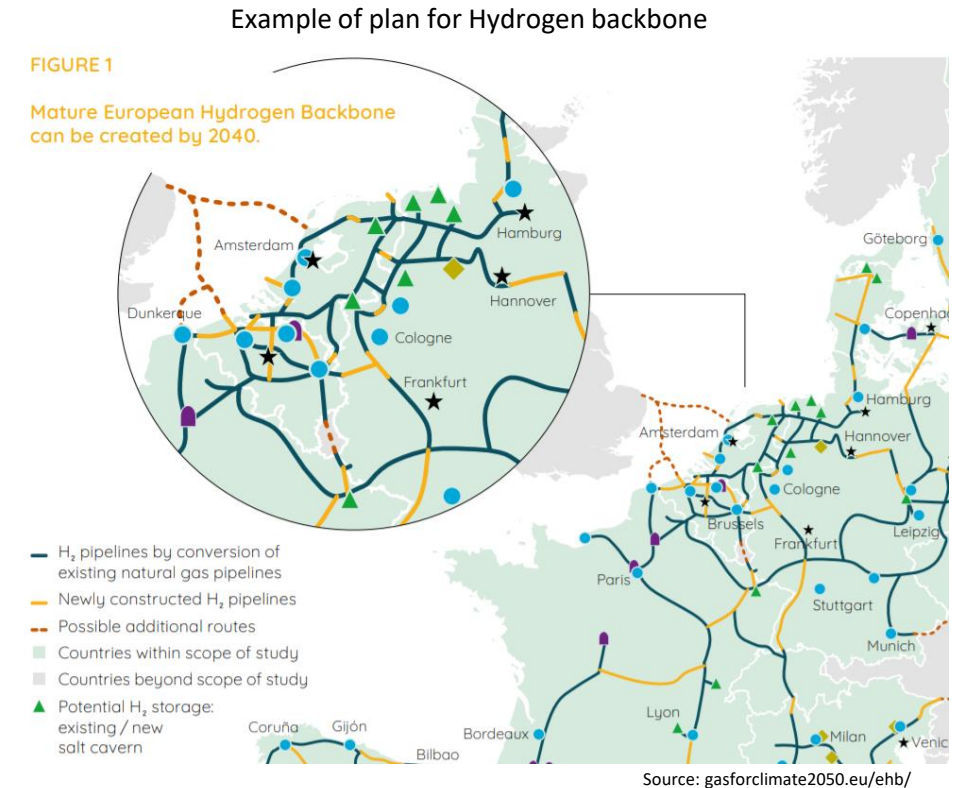 Example of plan for Hydrogen backbone
FIGURE 1
Mature European Hydrogen Backbone
can be created by 2040.
Amsterdam
Hamburg
Hannover
Dunkerque
Cologne
Frankfurt
Göteborg
Copenha
Hamburg
Amsterdam
Hannover
Cologne
Brussels
Leipzig
Frankfurt
Paris
Stuttgart
Munich
Lyon
Bordeaux
Milan
Venic
Coruña
Gijón
Bilbao
H₂ pipelines by conversion of
existing natural gas pipelines
Newly constructed H₂ pipelines
Possible additional routes
Countries within scope of study
Countries beyond scope of study
Potential H₂ storage:
existing / new
salt cavern
Source: gasforclimate2050.eu/ehb/